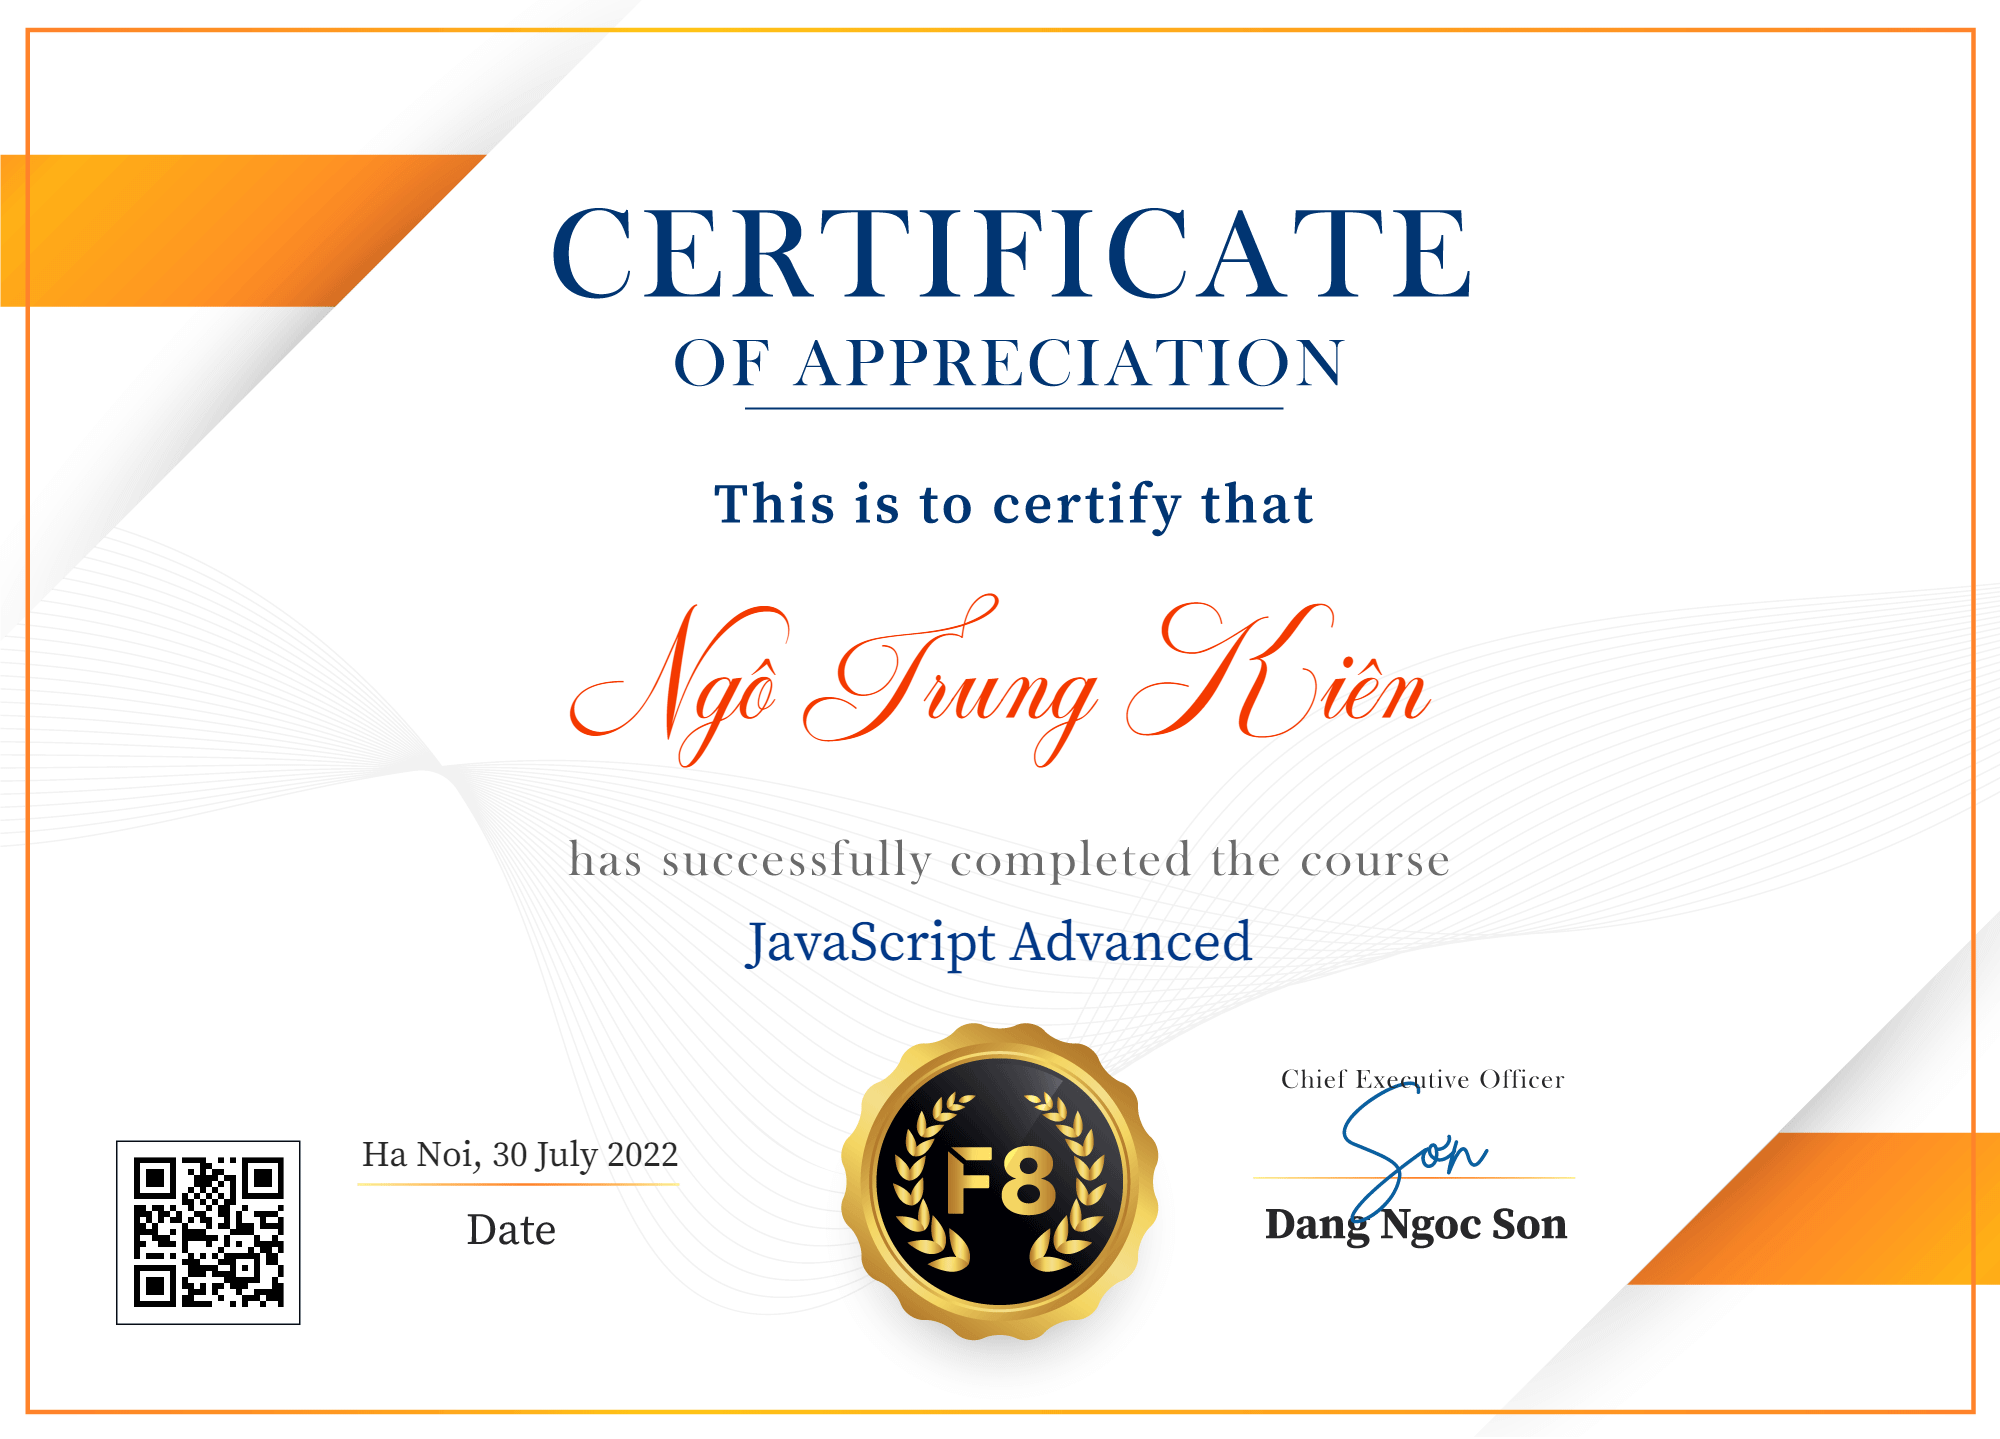 CERTIFICATE
OF APPRECIATION
This is to certify that
Ngô Trung Kiên
has successfully completed the course
JavaScript Advanced
Ha Noi, 30 July 2022
Date
F8
Chief Executive Officer
Son
Dang Ngoc Son